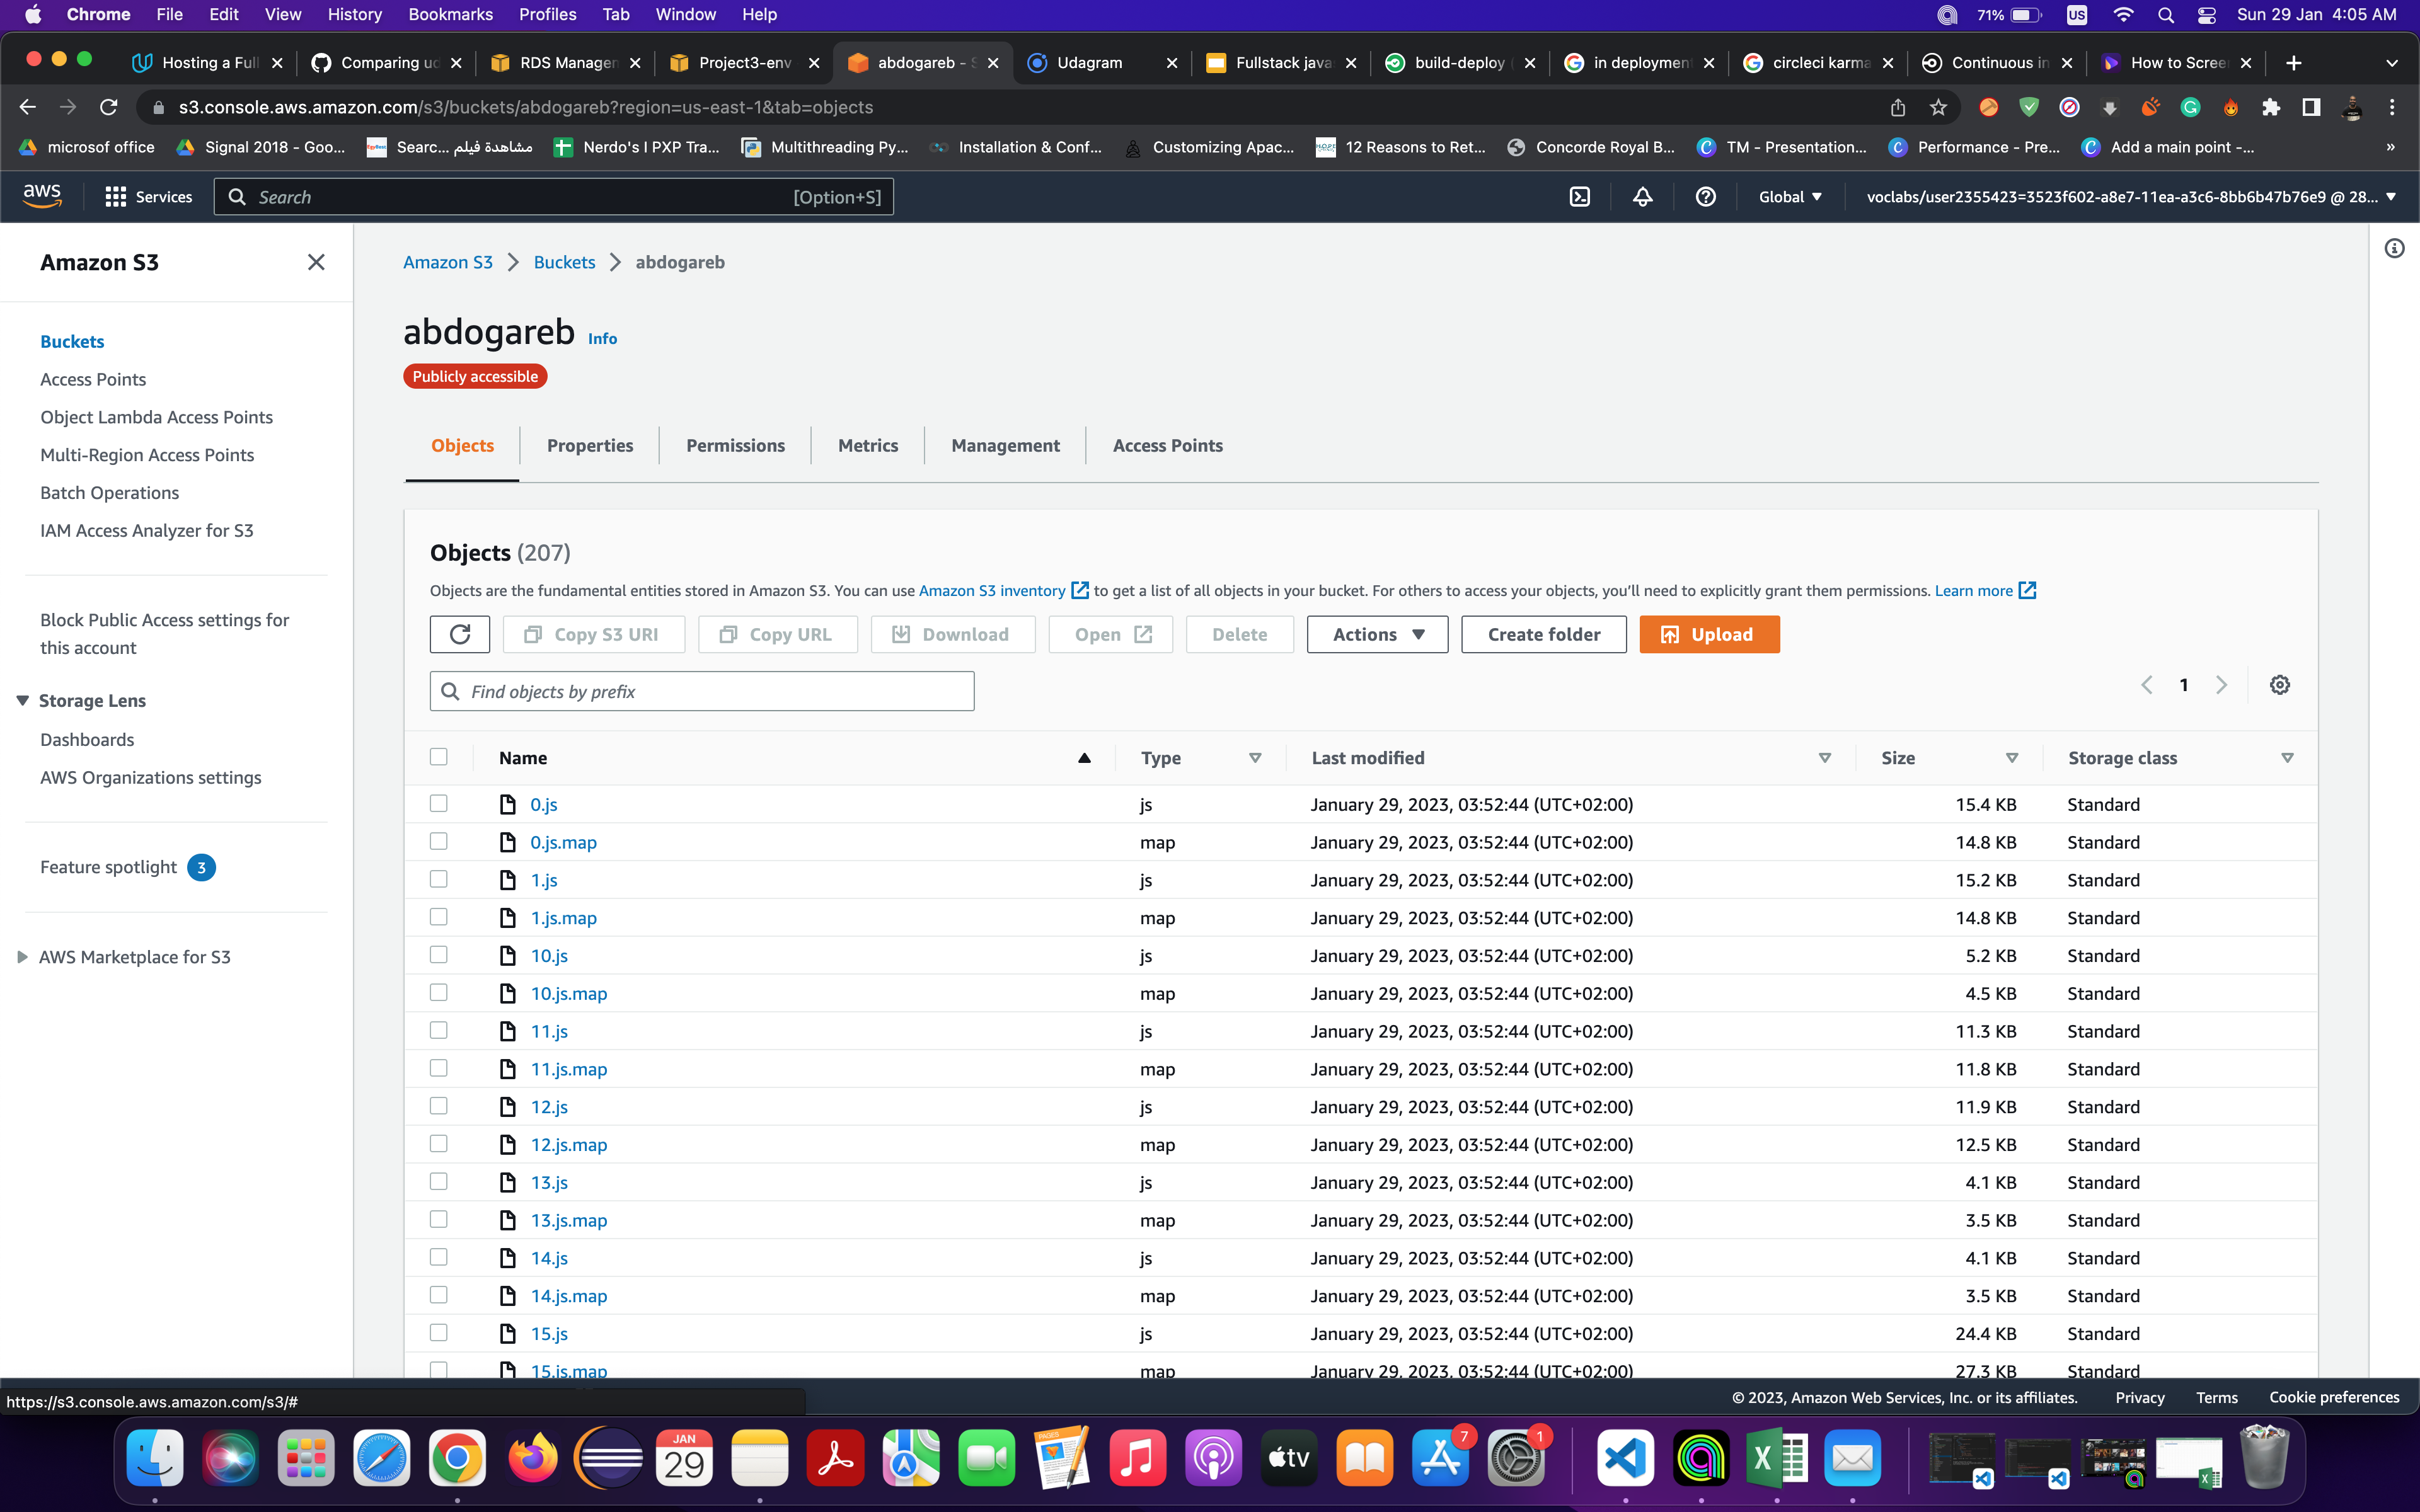 Chrome File Edit View History Bookmarks Profiles Tab Window Help 71% US Sun 29 Jan 4:05 AM
Hosting a Full Comparing ud RDS Managem Project3-env abdogareb - S Udagram Fullstack java build-deploy in deployment circleci karma Continuous in How to Screen
s3.console.aws.amazon.com/s3/buckets/abdogareb?region=us-east-1&tab=objects
microsof office Signal 2018 - Goo... Searc... مشاهدة فيلم Nerdo's I PXP Tra... Multithreading Py... Installation & Conf... Customizing Apac... 12 Reasons to Ret... Concorde Royal B... TM - Presentation... Performance - Pre... Add a main point -... »
aws Services Search [Option+S] Global voclabs/user2355423=3523f602-a8e7-11ea-a3c6-8bb6b47b76e9 @ 28...
Amazon S3
Buckets
Access Points
Object Lambda Access Points
Multi-Region Access Points
Batch Operations
IAM Access Analyzer for S3
Block Public Access settings for
this account
Storage Lens
Dashboards
AWS Organizations settings
Feature spotlight 3
AWS Marketplace for S3
Amazon S3 > Buckets > abdogareb
abdogareb Info
Publicly accessible
Objects Properties Permissions Metrics Management Access Points
Objects (207)
Objects are the fundamental entities stored in Amazon S3. You can use Amazon S3 inventory to get a list of all objects in your bucket. For others to access your objects, you'll need to explicitly grant them permissions. Learn more
Copy S3 URI Copy URL Download Open Delete Actions Create folder Upload
Find objects by prefix 1
Name Type Last modified Size Storage class
0.js js January 29, 2023, 03:52:44 (UTC+02:00) 15.4 KB Standard
0.js.map map January 29, 2023, 03:52:44 (UTC+02:00) 14.8 KB Standard
1.js js January 29, 2023, 03:52:44 (UTC+02:00) 15.2 KB Standard
1.js.map map January 29, 2023, 03:52:44 (UTC+02:00) 14.8 KB Standard
10.js js January 29, 2023, 03:52:44 (UTC+02:00) 5.2 KB Standard
10.js.map map January 29, 2023, 03:52:44 (UTC+02:00) 4.5 KB Standard
11.js js January 29, 2023, 03:52:44 (UTC+02:00) 11.3 KB Standard
11.js.map map January 29, 2023, 03:52:44 (UTC+02:00) 11.8 KB Standard
12.js js January 29, 2023, 03:52:44 (UTC+02:00) 11.9 KB Standard
12.js.map map January 29, 2023, 03:52:44 (UTC+02:00) 12.5 KB Standard
13.js js January 29, 2023, 03:52:44 (UTC+02:00) 4.1 KB Standard
13.js.map map January 29, 2023, 03:52:44 (UTC+02:00) 3.5 KB Standard
14.js js January 29, 2023, 03:52:44 (UTC+02:00) 4.1 KB Standard
14.js.map map January 29, 2023, 03:52:44 (UTC+02:00) 3.5 KB Standard
15.js js January 29, 2023, 03:52:44 (UTC+02:00) 24.4 KB Standard
15.js.map map January 29, 2023, 03:52:44 (UTC+02:00) 27.3 KB Standard
https://s3.console.aws.amazon.com/s3/#
© 2023, Amazon Web Services, Inc. or its affiliates. Privacy Terms Cookie preferences
JAN
29
PAGES
tv
7
1